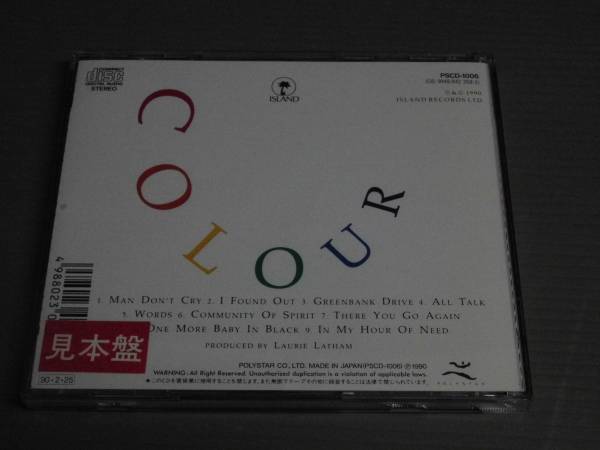 COMPACT
disc
DIGITAL AUDIO
STEREO
ISLAND
PSCD-1006
℗ & © 1990
ISLAND RECORDS LTD.
COLOUR
1. MAN DON'T CRY 2. I FOUND OUT 3. GREENBANK DRIVE 4. ALL TALK
5. WORDS 6. COMMUNITY OF SPIRIT 7. THERE YOU GO AGAIN
ONE MORE BABY IN BLACK 9. IN MY HOUR OF NEED
PRODUCED BY LAURIE LATHAM
4 988023 0
見本盤
90・2・25
POLYSTAR CO., LTD. MADE IN JAPAN (PSCD-1006) ℗ 1990
WARNING: All Right Reserved. Unauthorized duplication is a violation of applicable laws.
POLYSTAR